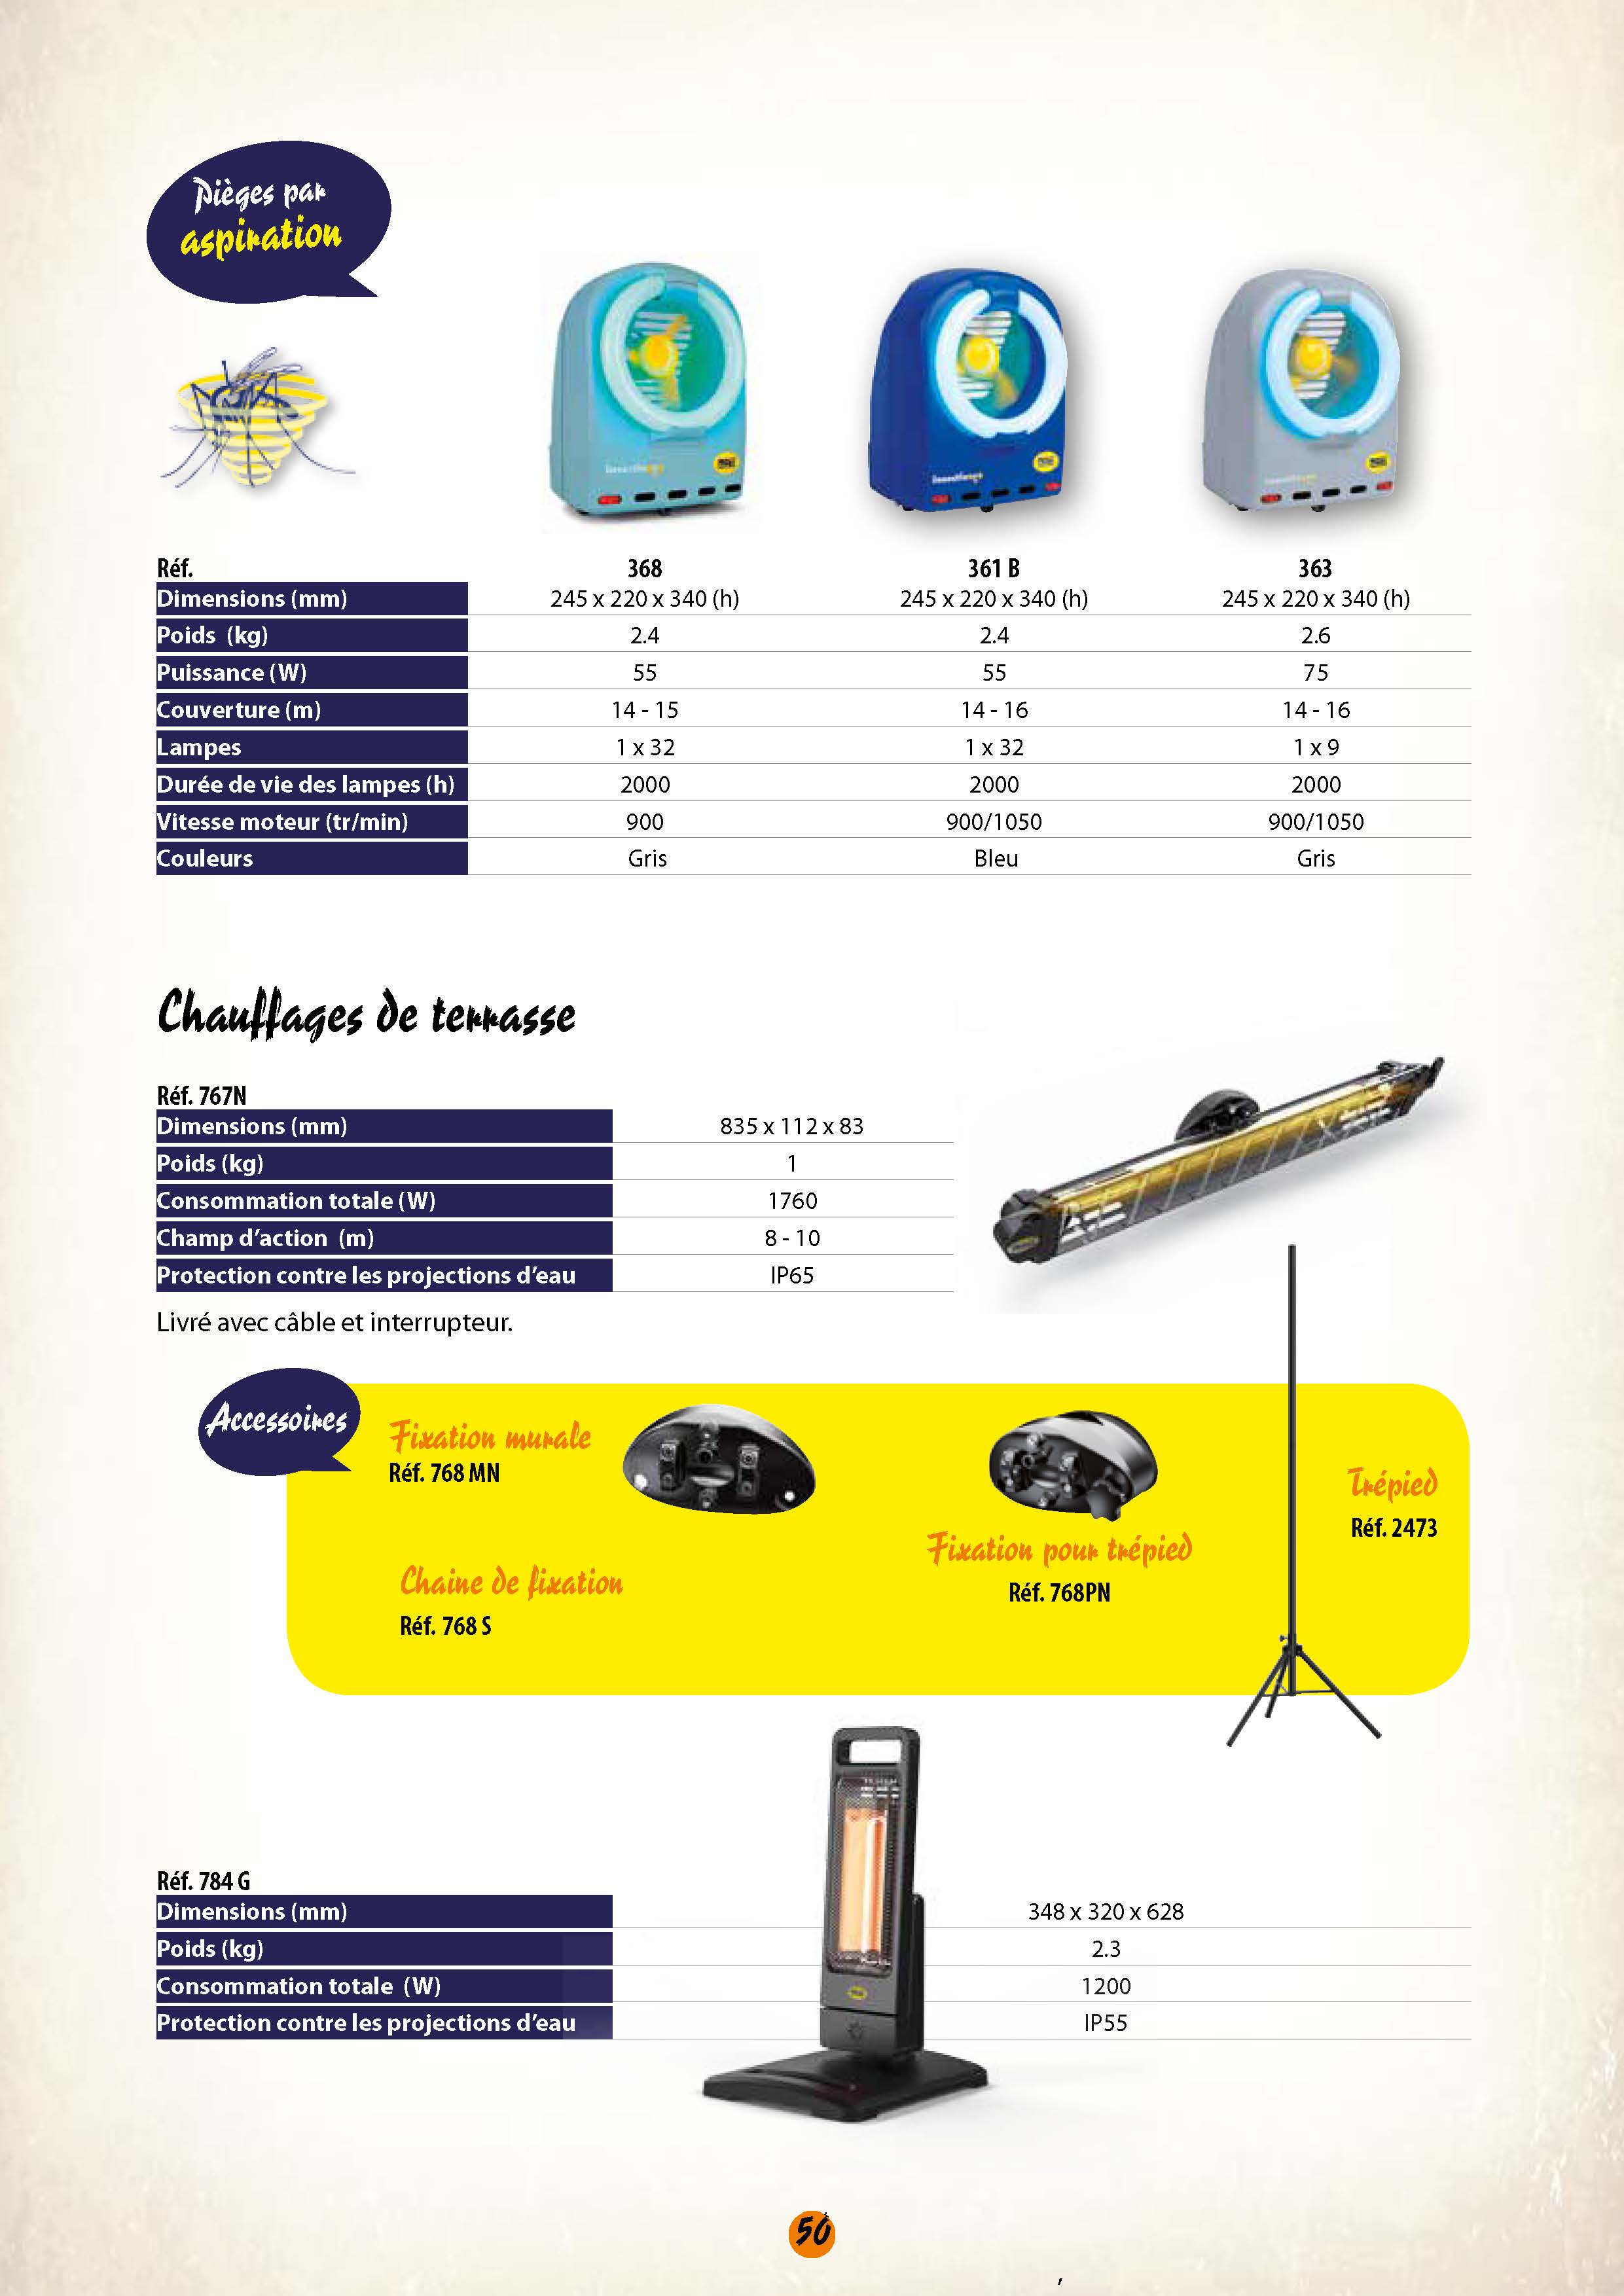 Pièges par
aspiration
Réf. 368 361 B 363
Dimensions (mm) 245 x 220 x 340 (h) 245 x 220 x 340 (h) 245 x 220 x 340 (h)
Poids (kg) 2.4 2.4 2.6
Puissance (W) 55 55 75
Couverture (m) 14 - 15 14 - 16 14 - 16
Lampes 1 x 32 1 x 32 1 x 9
Durée de vie des lampes (h) 2000 2000 2000
Vitesse moteur (tr/min) 900 900/1050 900/1050
Couleurs Gris Bleu Gris
Chauffages de terrasse
Réf. 767N
Dimensions (mm) 835 x 112 x 83
Poids (kg) 1
Consommation totale (W) 1760
Champ d’action (m) 8 - 10
Protection contre les projections d’eau IP65
Livré avec câble et interrupteur.
Accessoires
Fixation murale
Réf. 768 MN
Chaine de fixation
Réf. 768 S
Fixation pour trépied
Réf. 768PN
Trépied
Réf. 2473
Réf. 784 G
Dimensions (mm) 348 x 320 x 628
Poids (kg) 2.3
Consommation totale (W) 1200
Protection contre les projections d’eau IP55
,